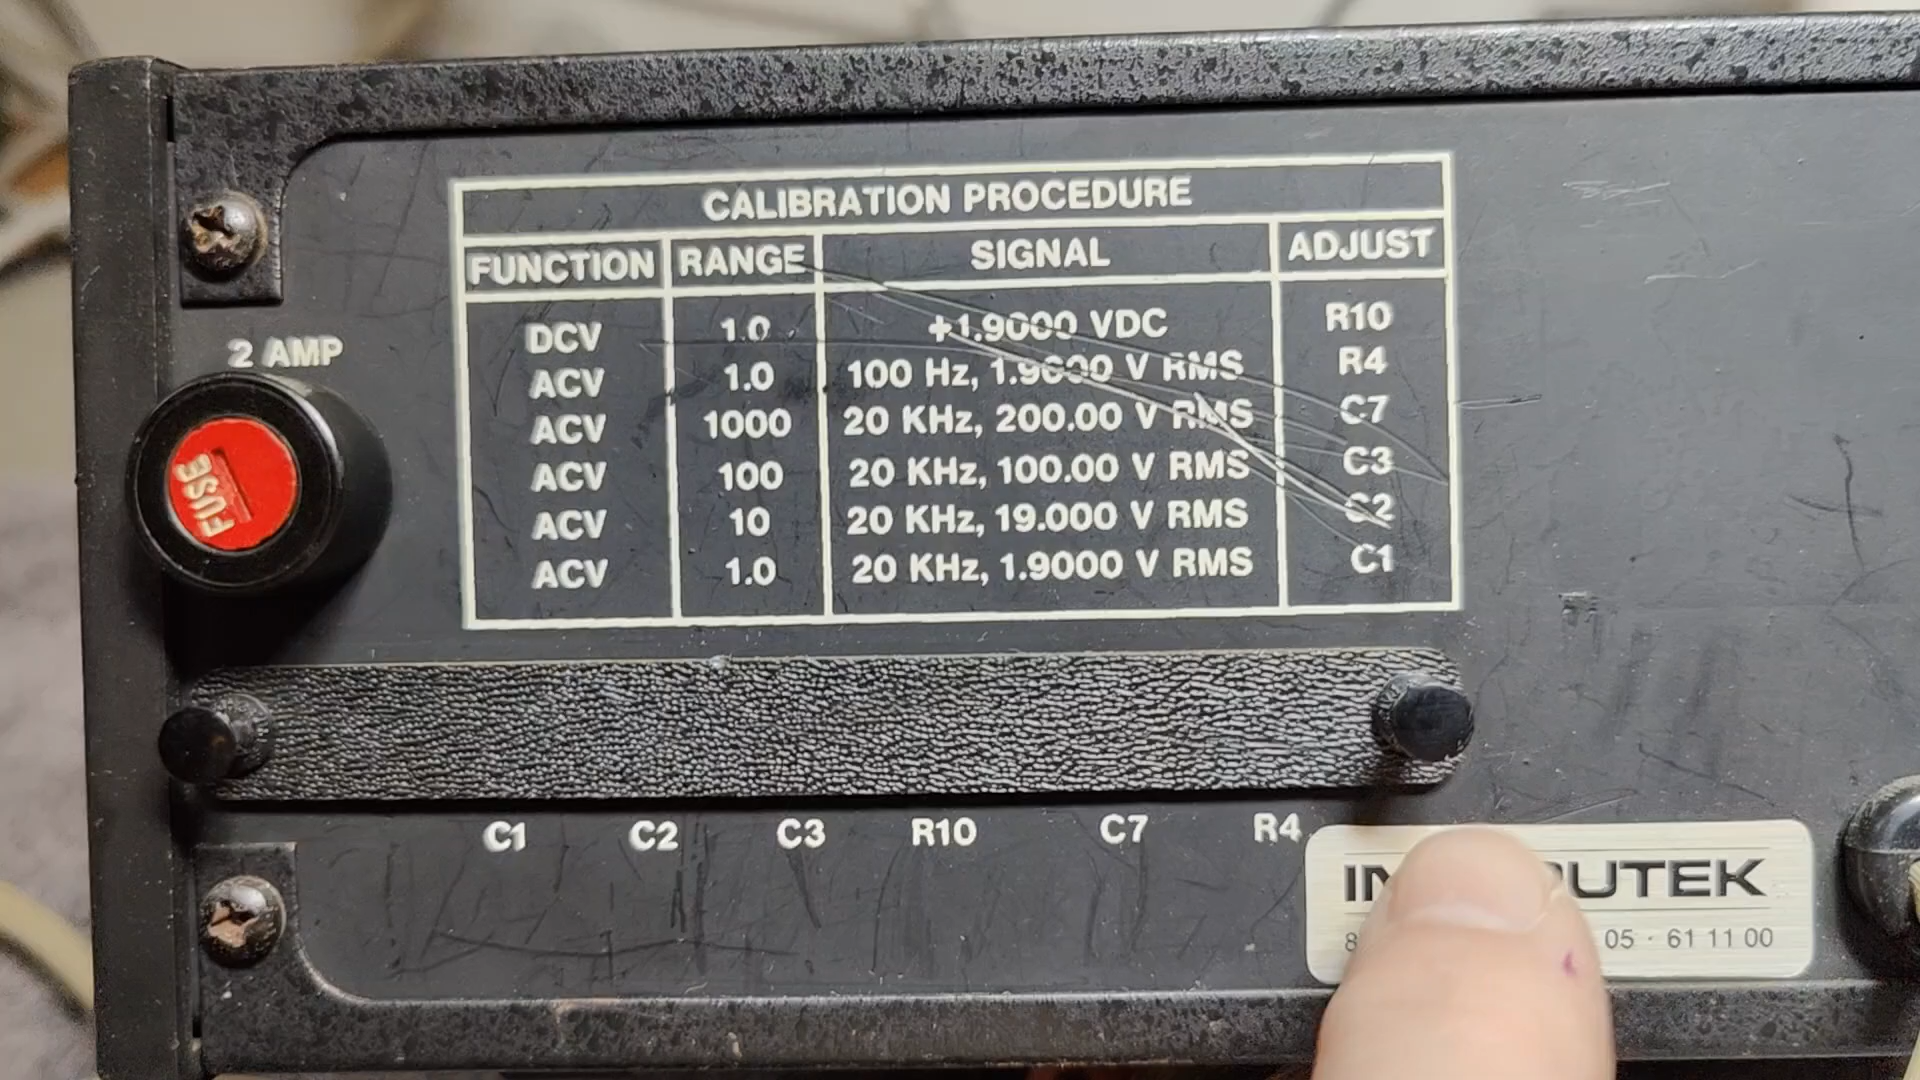 CALIBRATION PROCEDURE
FUNCTION RANGE SIGNAL ADJUST
DCV 1.0 +1.9000 VDC R10
ACV 1.0 100 Hz, 1.9000 V RMS R4
ACV 1000 20 KHz, 200.00 V RMS C7
ACV 100 20 KHz, 100.00 V RMS C3
ACV 10 20 KHz, 19.000 V RMS C2
ACV 1.0 20 KHz, 1.9000 V RMS C1
2 AMP
FUSE
C1 C2 C3 R10 C7 R4
05 · 61 11 00